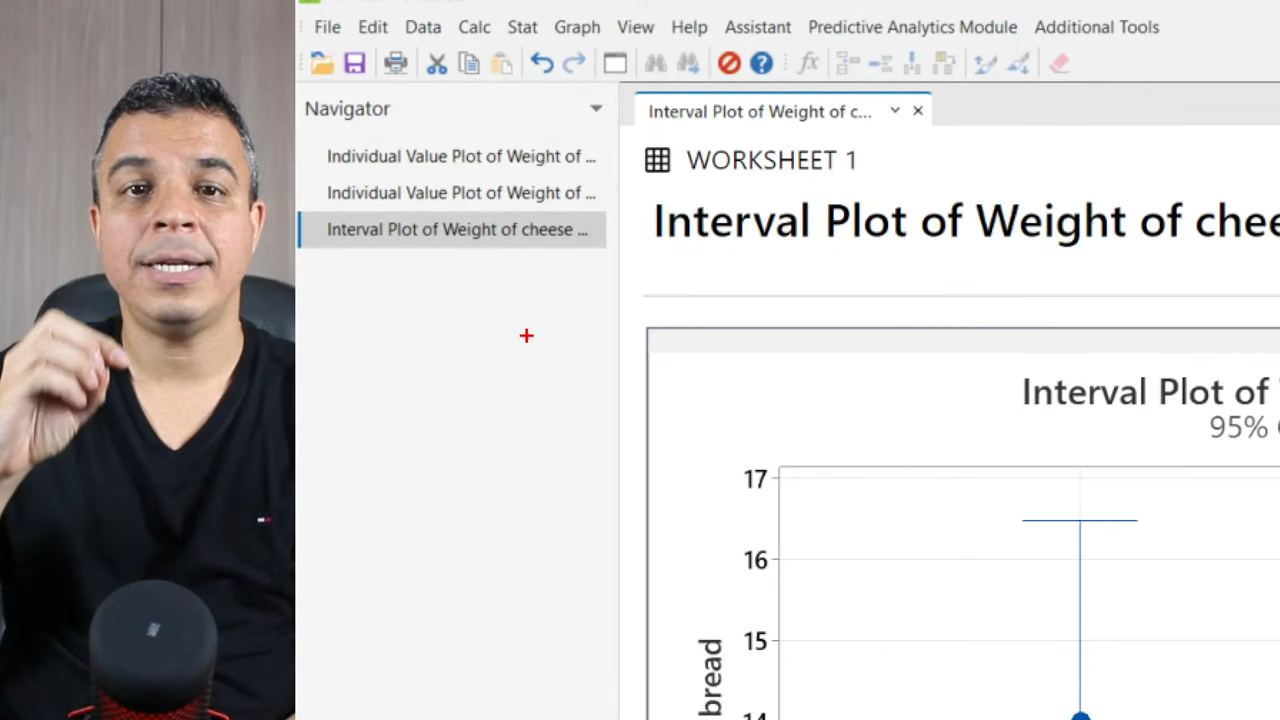 File Edit Data Calc Stat Graph View Help Assistant Predictive Analytics Module Additional Tools
Navigator
Individual Value Plot of Weight of ...
Individual Value Plot of Weight of ...
Interval Plot of Weight of cheese ...
Interval Plot of Weight of c...
WORKSHEET 1
Interval Plot of Weight of chee
Interval Plot of
95%
17
16
15
14
bread